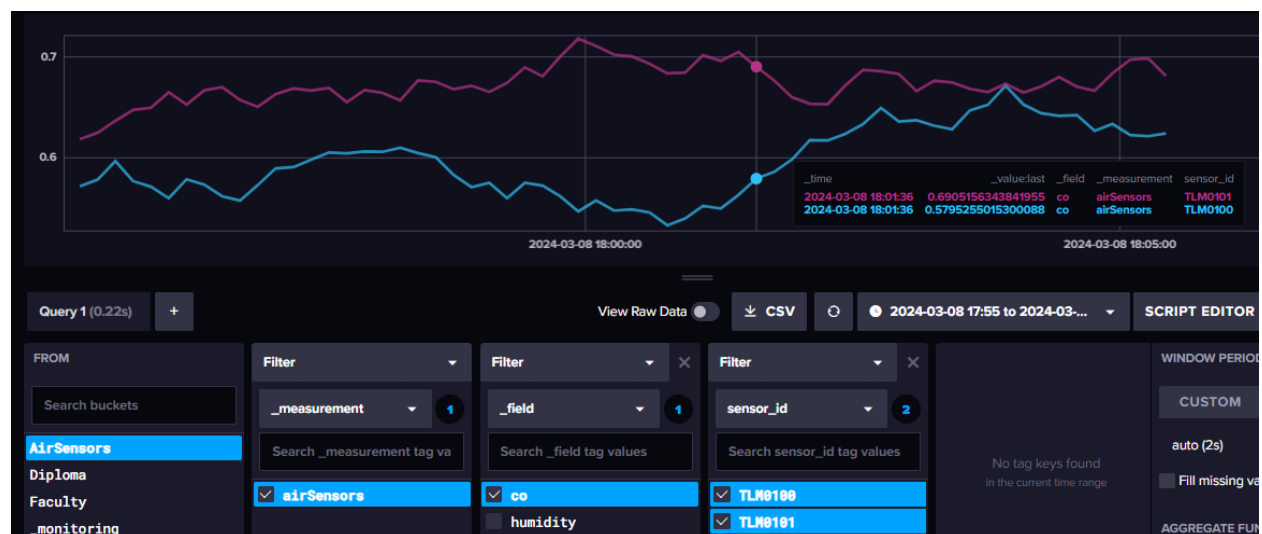 0.7
0.6
_time _value:last _field _measurement sensor_id
2024-03-08 18:01:36 0.6905156343841955 co airSensors TLM0101
2024-03-08 18:01:36 0.5795255015300088 co airSensors TLM0100
2024-03-08 18:00:00 2024-03-08 18:05:00
Query 1 (0.22s) + View Raw Data CSV 2024-03-08 17:55 to 2024-03-... SCRIPT EDITOR
FROM Filter Filter Filter WINDOW PERIOD
Search buckets _measurement 1 _field 1 sensor_id 2 CUSTOM
AirSensors Search _measurement tag va Search _field tag values Search sensor_id tag values auto (2s)
Diploma No tag keys found
in the current time range Fill missing va
Faculty airSensors co TLM0100
_monitoring humidity TLM0101 AGGREGATE FUN